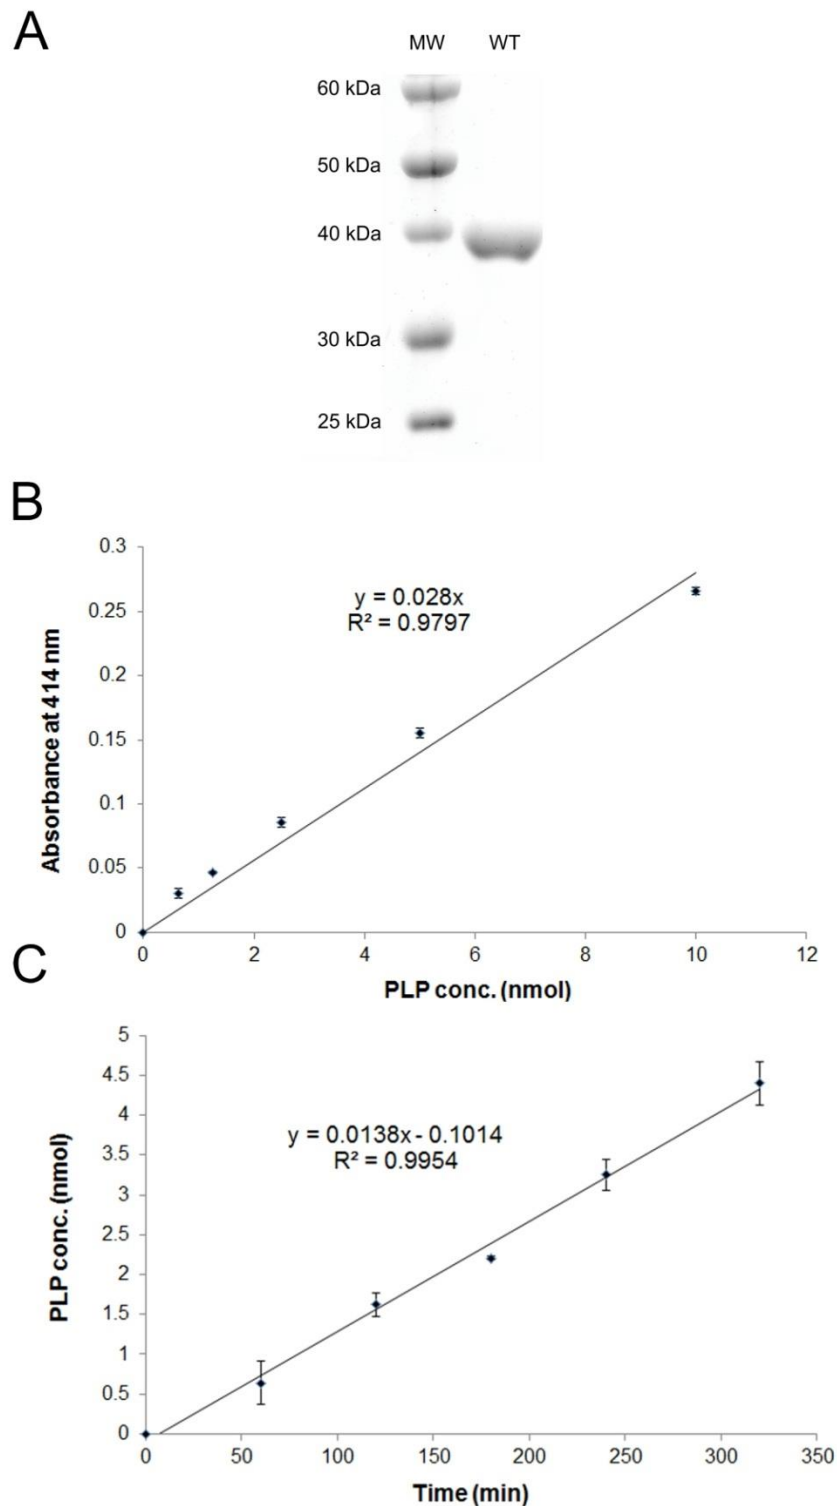 A
MW WT
60 kDa
50 kDa
40 kDa
30 kDa
25 kDa
B
0.3
0.25
0.2
0.15
0.1
0.05
0
y = 0.028x
R² = 0.9797
Absorbance at 414 nm
0 2 4 6 8 10 12
PLP conc. (nmol)
C
5
4.5
4
3.5
3
2.5
2
1.5
1
0.5
0
y = 0.0138x - 0.1014
R² = 0.9954
PLP conc. (nmol)
0 50 100 150 200 250 300 350
Time (min)